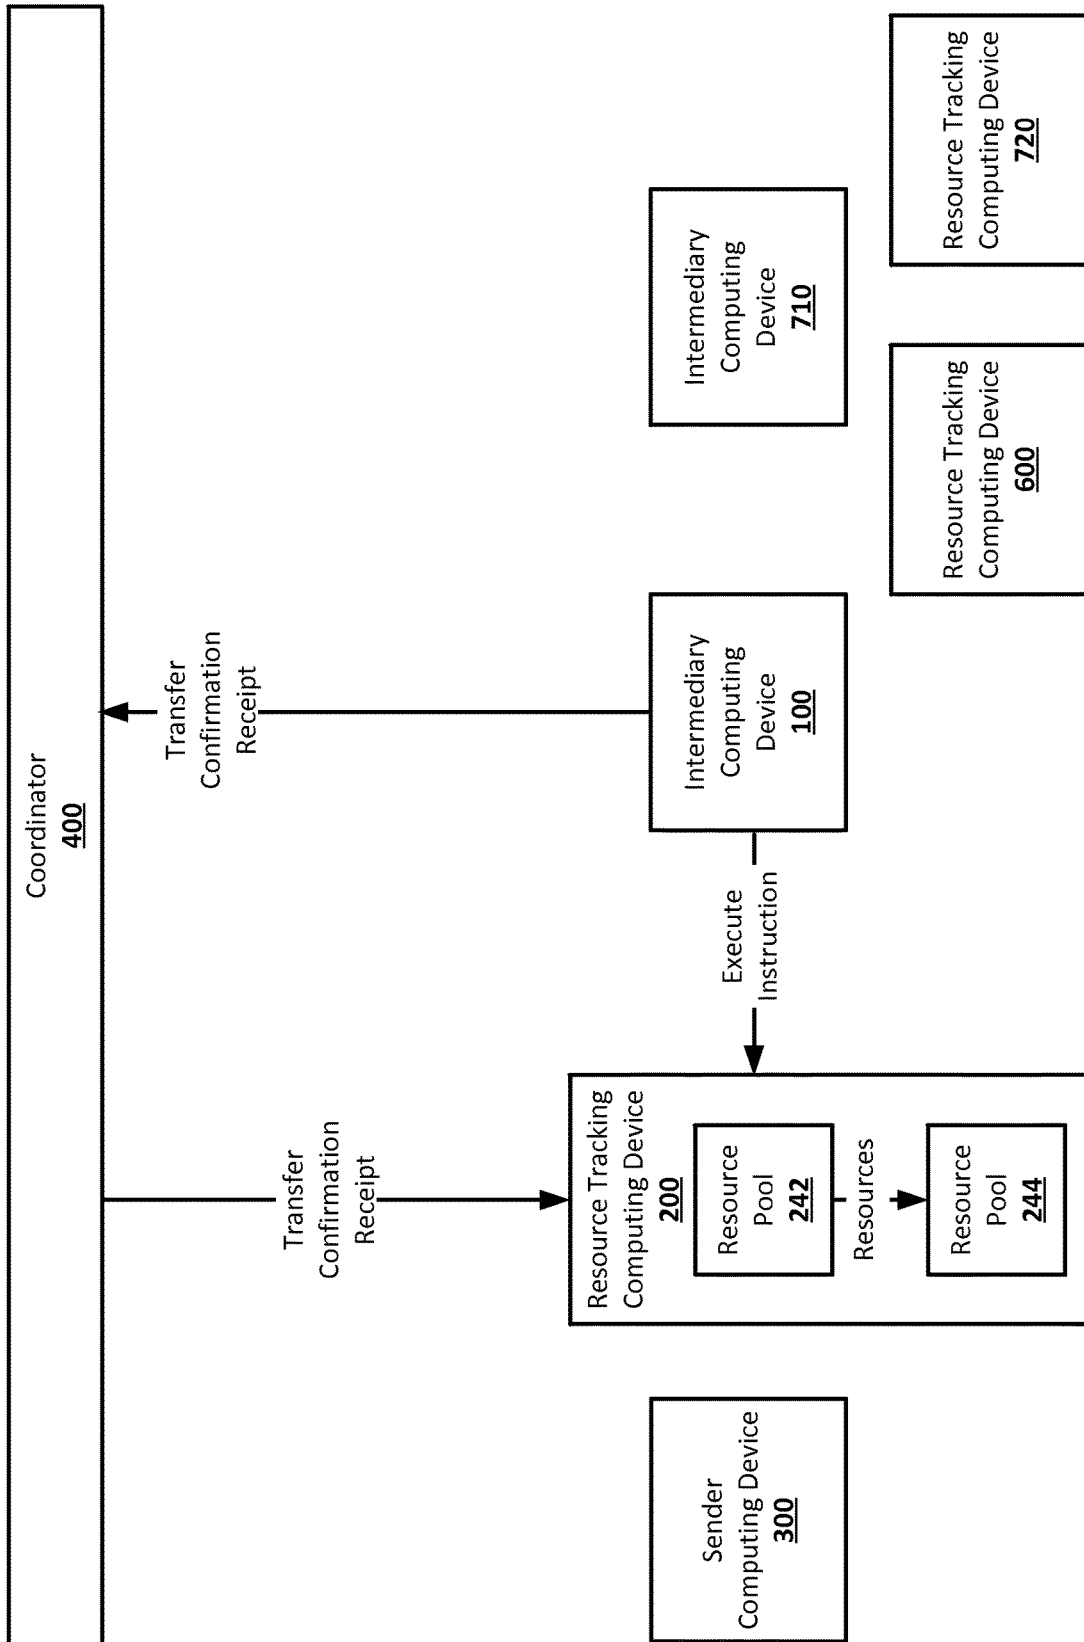 Coordinator
400
Transfer
Confirmation
Receipt
Transfer
Confirmation
Receipt
Sender
Computing Device
300
Resource Tracking
Computing Device
200
Resource
Pool
242
Resources
Resource
Pool
244
Execute
Instruction
Intermediary
Computing
Device
100
Intermediary
Computing
Device
710
Resource Tracking
Computing Device
600
Resource Tracking
Computing Device
720